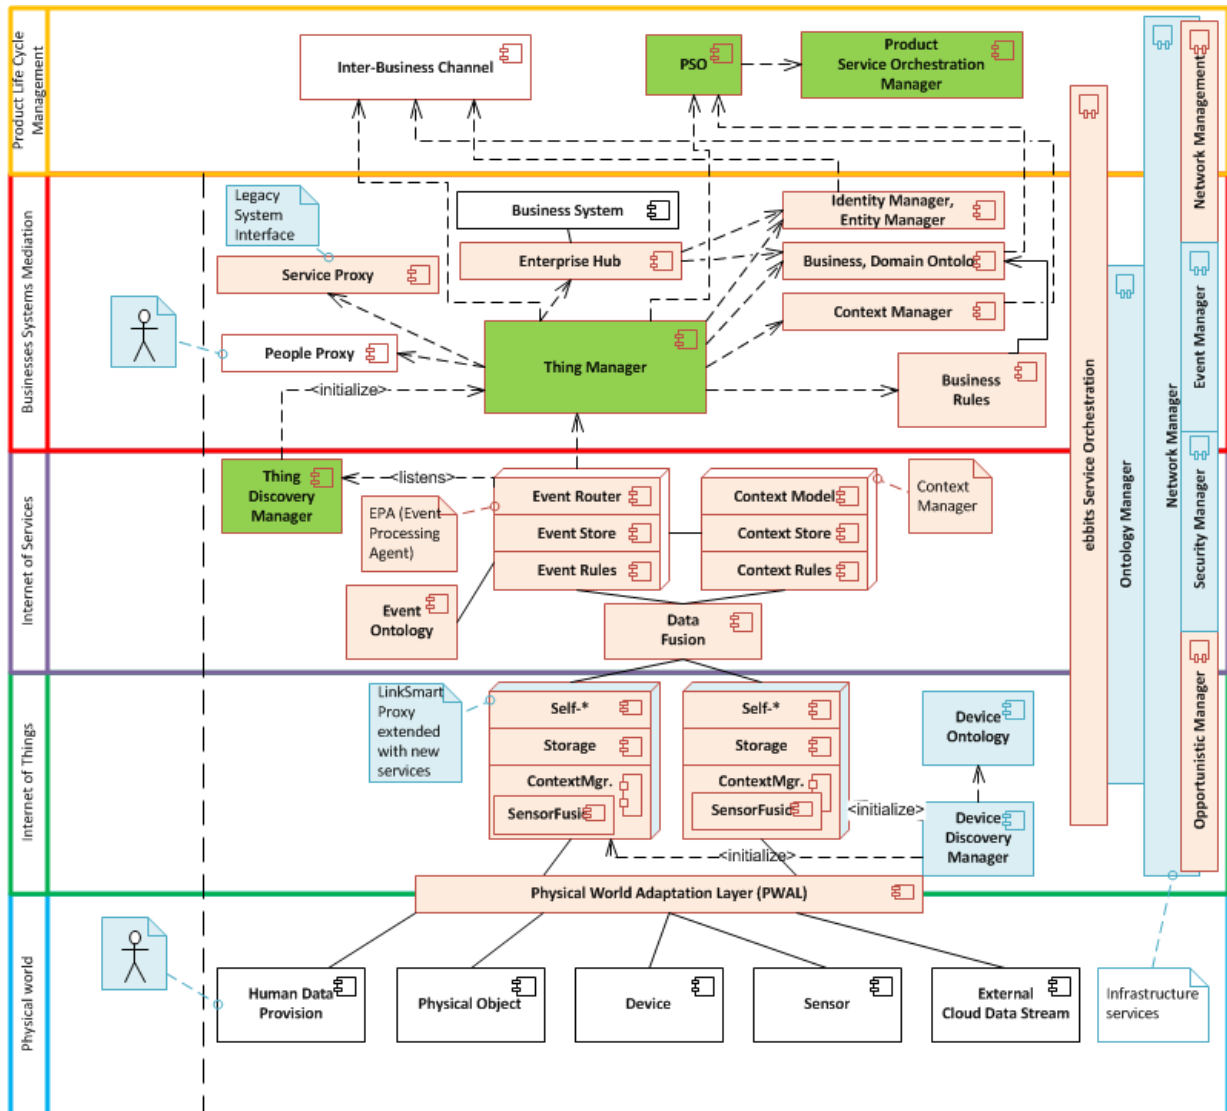 Product Life Cycle
Management
Inter-Business Channel
PSO
Product
Service Orchestration
Manager
Network Management
Businesses Systems Mediation
Legacy
System
Interface
Business System
Identity Manager,
Entity Manager
Service Proxy
Enterprise Hub
Business, Domain Ontolo
Context Manager
People Proxy
Thing Manager
Business
Rules
<initialize>
ebbits Service Orchestration
Ontology Manager
Network Manager
Event Manager
Security Manager
Opportunistic Manager
Internet of Services
Thing
Discovery
Manager
<listens>
EPA (Event
Processing
Agent)
Event Router
Event Store
Event Rules
Context Model
Context Store
Context Rules
Context
Manager
Event
Ontology
Data
Fusion
Internet of Things
LinkSmart
Proxy
extended
with new
services
Self-*
Storage
ContextMgr.
SensorFusio
Self-*
Storage
ContextMgr.
SensorFusio
Device
Ontology
<initialize>
Device
Discovery
Manager
<initialize>
Physical World Adaptation Layer (PWAL)
Physical world
Human Data
Provision
Physical Object
Device
Sensor
External
Cloud Data Stream
Infrastructure
services